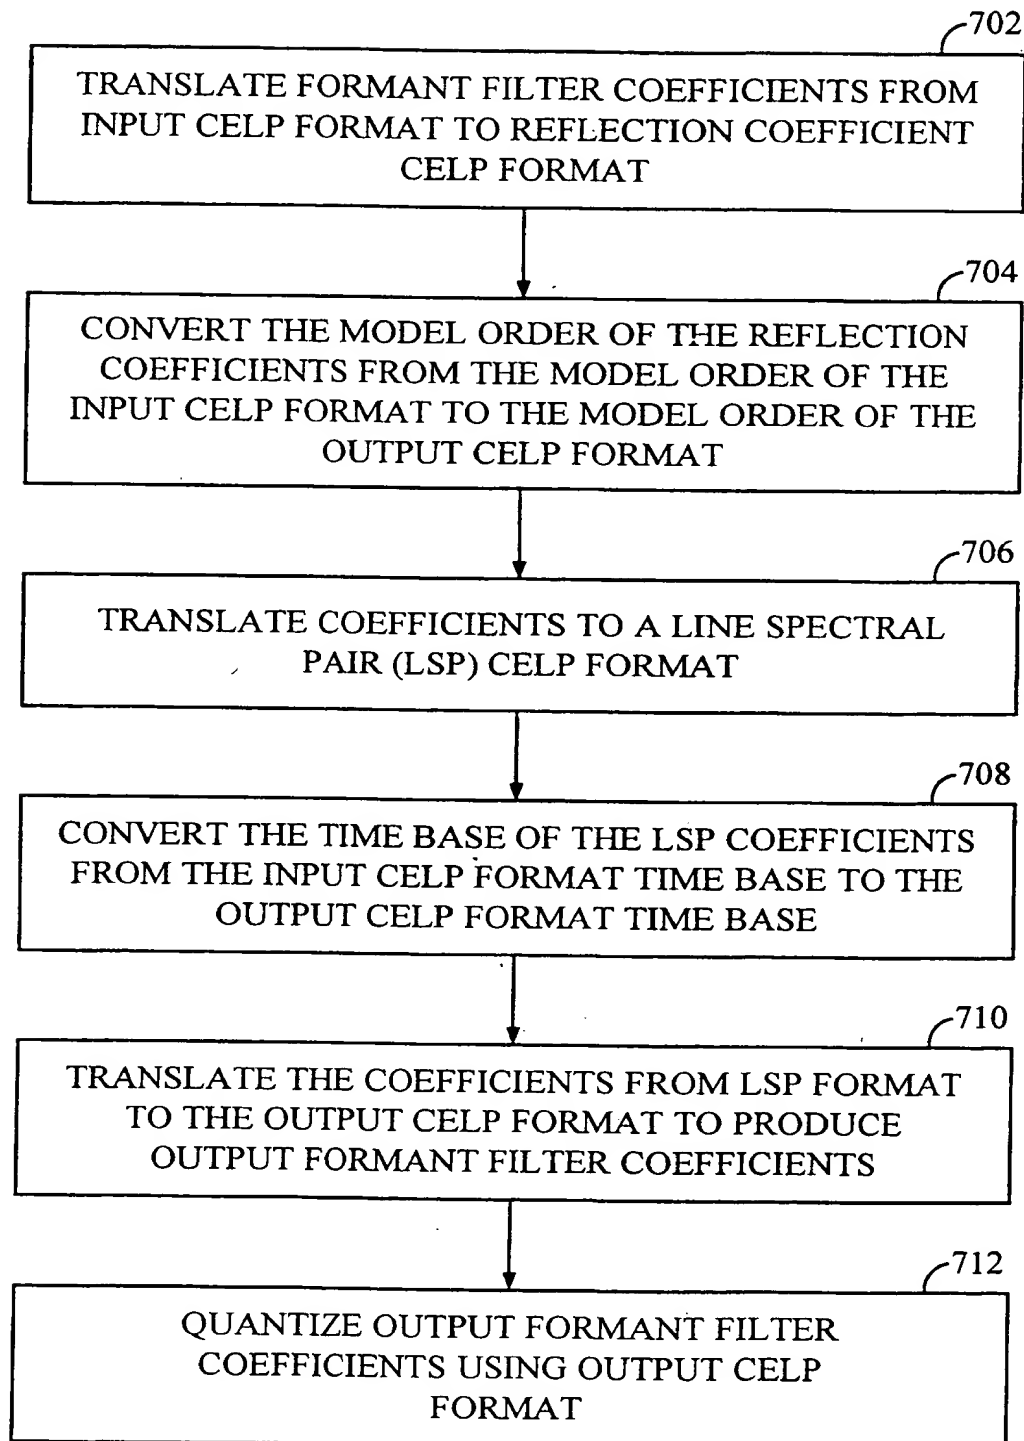 702
TRANSLATE FORMANT FILTER COEFFICIENTS FROM
INPUT CELP FORMAT TO REFLECTION COEFFICIENT
CELP FORMAT
704
CONVERT THE MODEL ORDER OF THE REFLECTION
COEFFICIENTS FROM THE MODEL ORDER OF THE
INPUT CELP FORMAT TO THE MODEL ORDER OF THE
OUTPUT CELP FORMAT
706
TRANSLATE COEFFICIENTS TO A LINE SPECTRAL
PAIR (LSP) CELP FORMAT
708
CONVERT THE TIME BASE OF THE LSP COEFFICIENTS
FROM THE INPUT CELP FORMAT TIME BASE TO THE
OUTPUT CELP FORMAT TIME BASE
710
TRANSLATE THE COEFFICIENTS FROM LSP FORMAT
TO THE OUTPUT CELP FORMAT TO PRODUCE
OUTPUT FORMANT FILTER COEFFICIENTS
712
QUANTIZE OUTPUT FORMANT FILTER
COEFFICIENTS USING OUTPUT CELP
FORMAT